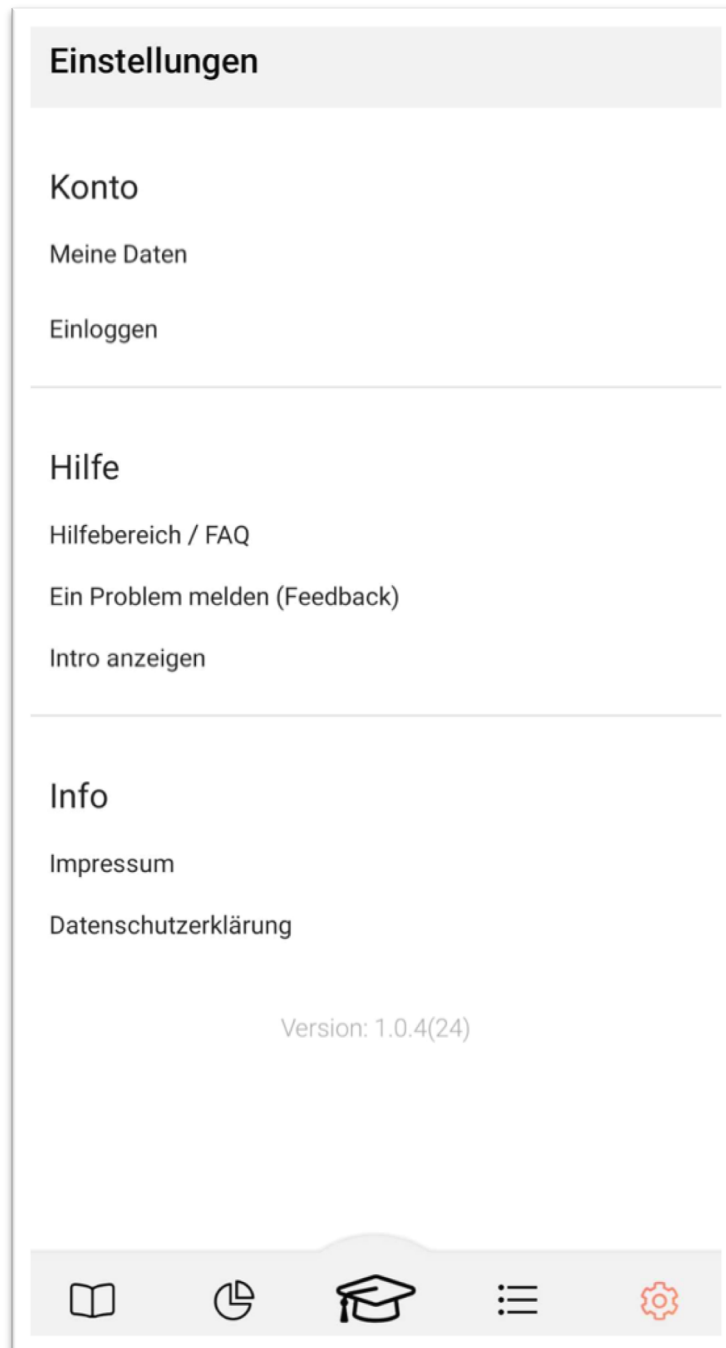 Einstellungen
Konto
Meine Daten
Einloggen
Hilfe
Hilfebereich / FAQ
Ein Problem melden (Feedback)
Intro anzeigen
Info
Impressum
Datenschutzerklärung
Version: 1.0.4(24)